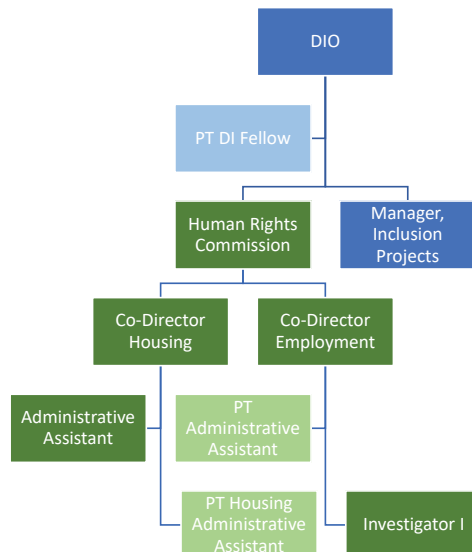 DIO
PT DI Fellow
Human Rights
Commission
Manager,
Inclusion
Projects
Co-Director
Housing
Co-Director
Employment
Administrative
Assistant
PT
Administrative
Assistant
PT Housing
Administrative
Assistant
Investigator I